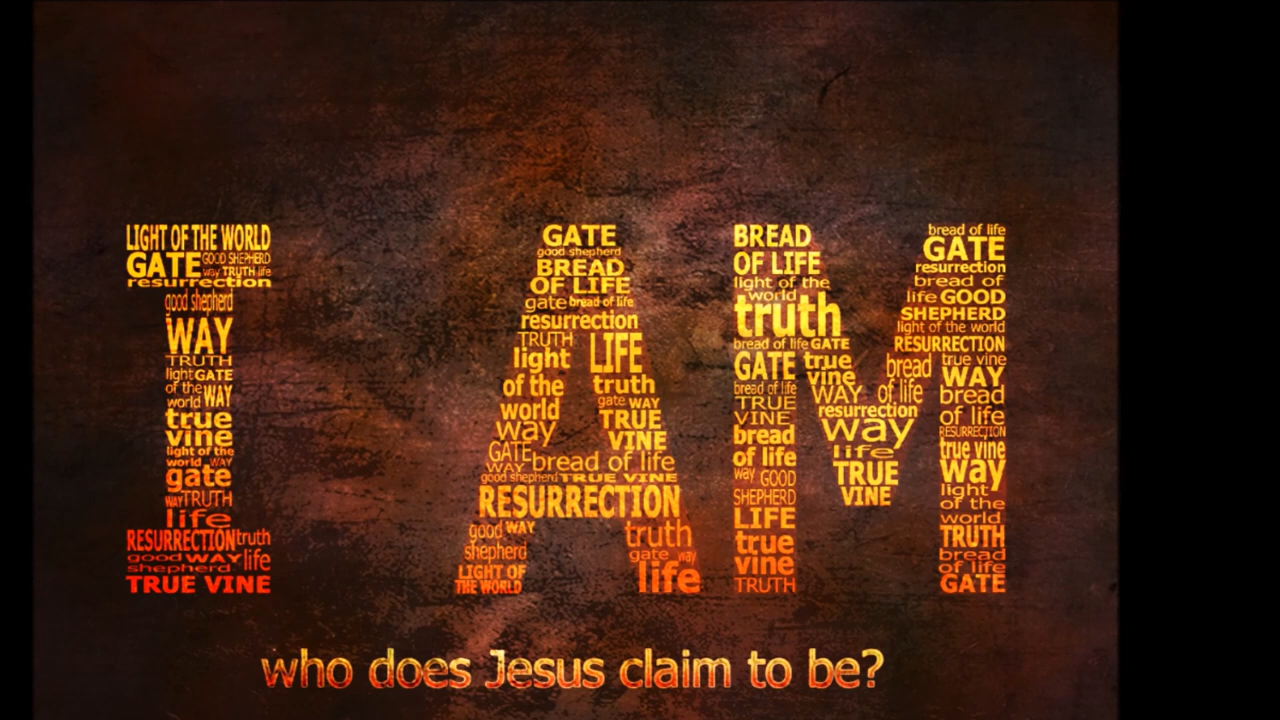 LIGHT OF THE WORLD
GATE GOOD SHEPHERD
way TRUTH life
resurrection
good shepherd
WAY
TRUTH
light GATE
of the WAY
world
true
vine
light of the
world WAY
gate
WAY TRUTH
life
RESURRECTION truth
good WAY life
shepherd
TRUE VINE
GATE
good shepherd
BREAD
OF LIFE
gate bread of life
resurrection
TRUTH LIFE
light
of the truth
world gate WAY
way TRUE
VINE
GATE bread of life
WAY
good shepherd TRUE VINE
RESURRECTION
good WAY truth
shepherd gate way
LIGHT OF life
THE WORLD
BREAD
OF LIFE
light of the
world
truth
bread of life GATE
GATE true
vine
bread of life WAY
TRUE resurrection
VINE way
bread life
of life TRUE
way GOOD VINE
SHEPHERD
LIFE
true
vine
TRUTH
bread of life
GATE
resurrection
bread of
life GOOD
SHEPHERD
light of the world
RESURRECTION
bread true vine
of life WAY
bread
of life
RESURRECTION
true vine
way
light
of the
world
TRUTH
bread
of life
GATE
who does Jesus claim to be?